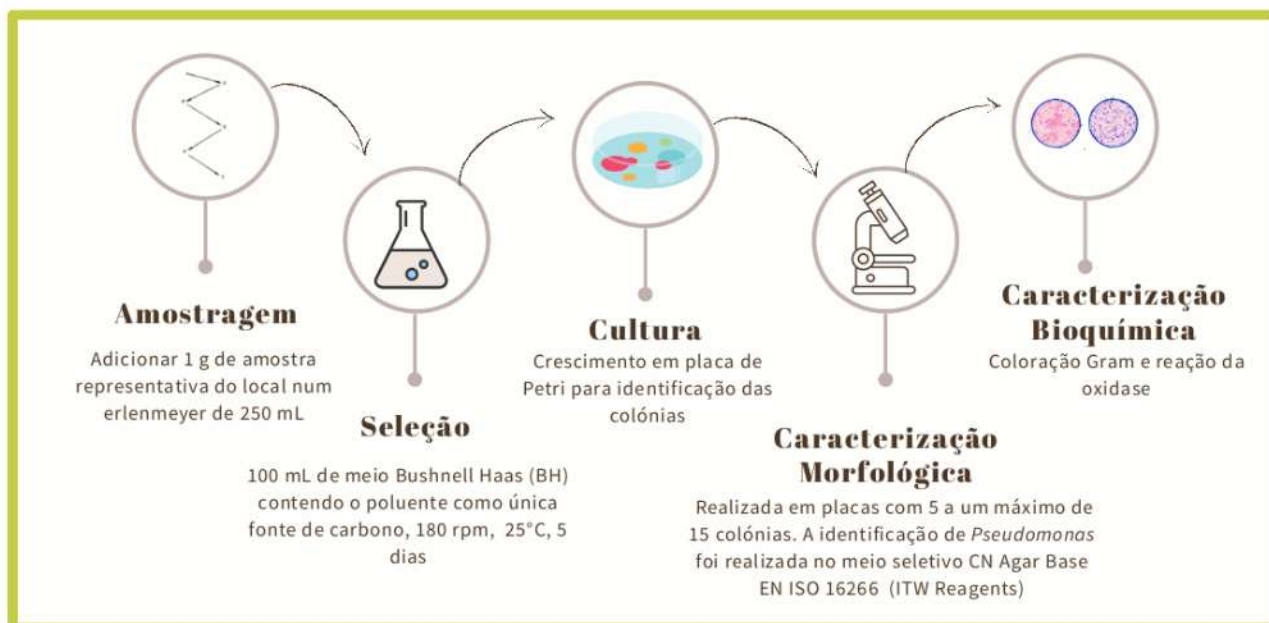 Amostragem
Adicionar 1 g de amostra
representativa do local num
erlenmeyer de 250 mL
Seleção
100 mL de meio Bushnell Haas (BH)
contendo o poluente como única
fonte de carbono, 180 rpm, 25°C, 5
dias
Cultura
Crescimento em placa de
Petri para identificação das
colónias
Caracterização
Morfológica
Realizada em placas com 5 a um máximo de
15 colónias. A identificação de Pseudomonas
foi realizada no meio seletivo CN Agar Base
EN ISO 16266 (ITW Reagents)
Caracterização
Bioquímica
Coloração Gram e reação da
oxidase